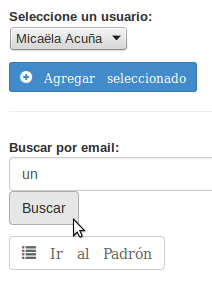 Seleccione un usuario:
Micaëla Acuña
Agregar seleccionado
Buscar por email:
un
Buscar
Ir al Padrón